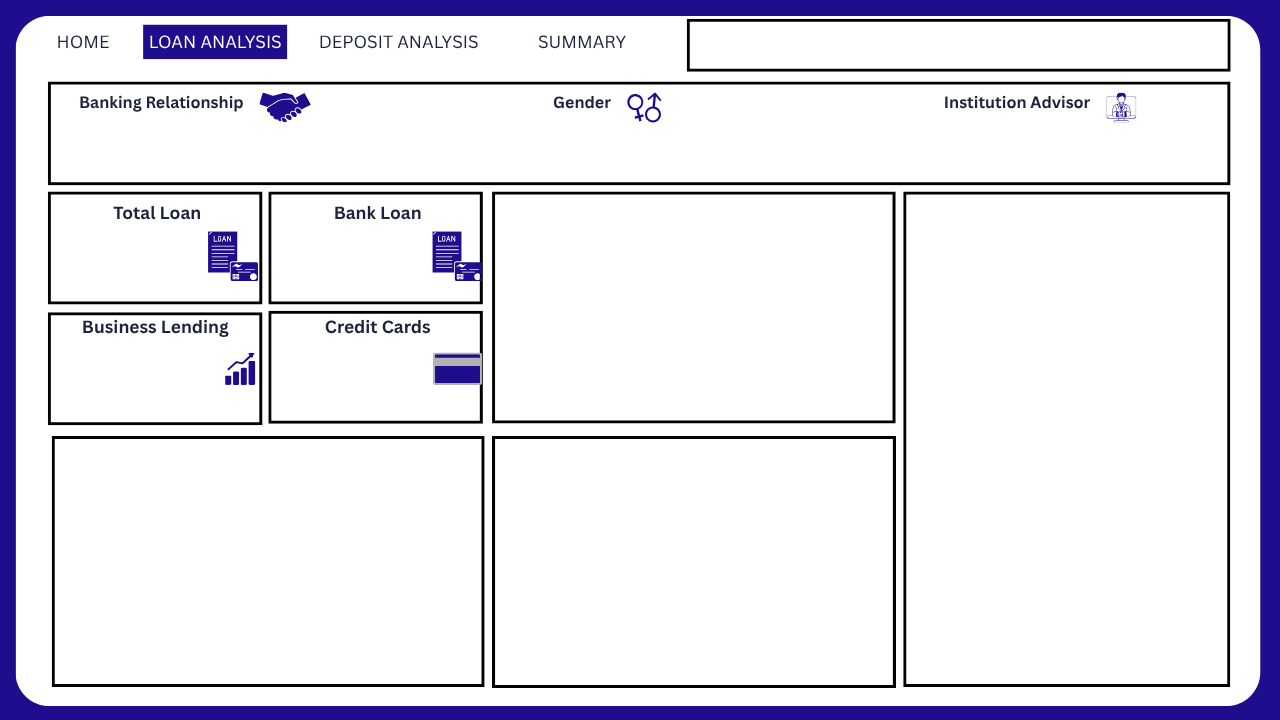 HOME LOAN ANALYSIS DEPOSIT ANALYSIS SUMMARY
Banking Relationship Gender Institution Advisor
Total Loan Bank Loan
LOAN LOAN
Business Lending Credit Cards